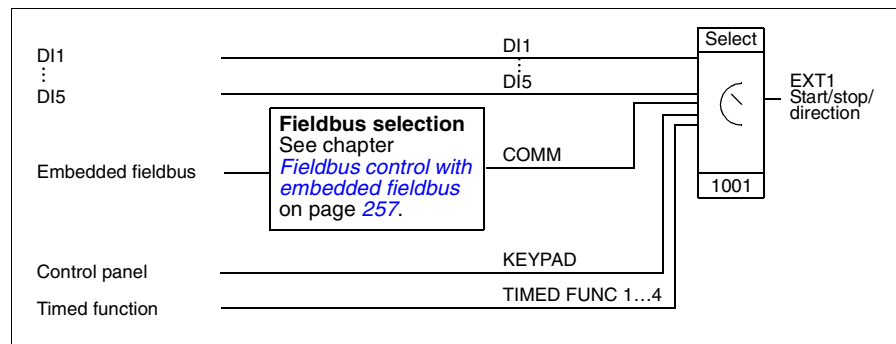 DI1
DI5
Embedded fieldbus
Control panel
Timed function
Fieldbus selection
See chapter
Fieldbus control with
embedded fieldbus
on page 257.
DI1
DI5
COMM
KEYPAD
TIMED FUNC 1…4
Select
1001
EXT1
Start/stop/
direction